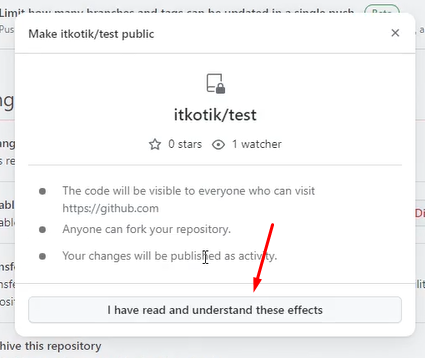 Limit how many branches and tags can be updated in a single push
Beta
Make itkotik/test public
itkotik/test
0 stars
1 watcher
The code will be visible to everyone who can visit
https://github.com
Anyone can fork your repository.
Your changes will be published as activity.
I have read and understand these effects
hive this repository